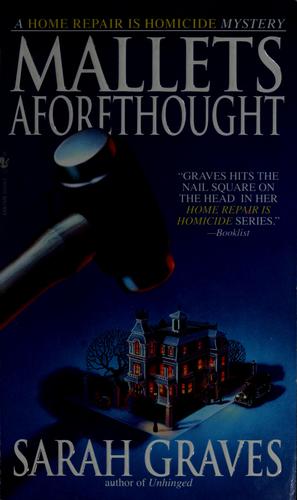 A HOME REPAIR IS HOMICIDE MYSTERY
MALLETS
AFORETHOUGHT
"GRAVES HITS THE
NAIL SQUARE ON
THE HEAD IN HER
HOME REPAIR IS
HOMICIDE SERIES."
—Booklist
SARAH GRAVES
author of Unhinged